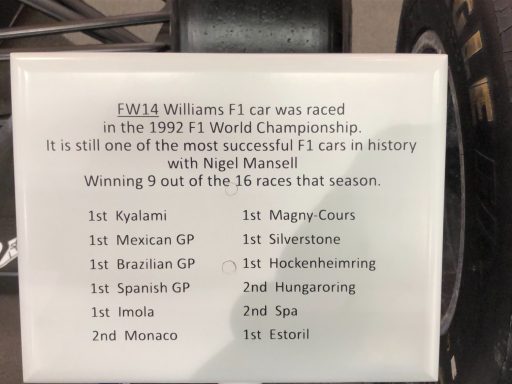 FW14 Williams F1 car was raced
in the 1992 F1 World Championship.
It is still one of the most successful F1 cars in history
with Nigel Mansell
Winning 9 out of the 16 races that season.
1st Kyalami
1st Mexican GP
1st Brazilian GP
1st Spanish GP
1st Imola
2nd Monaco
1st Magny-Cours
1st Silverstone
1st Hockenheimring
2nd Hungaroring
2nd Spa
1st Estoril